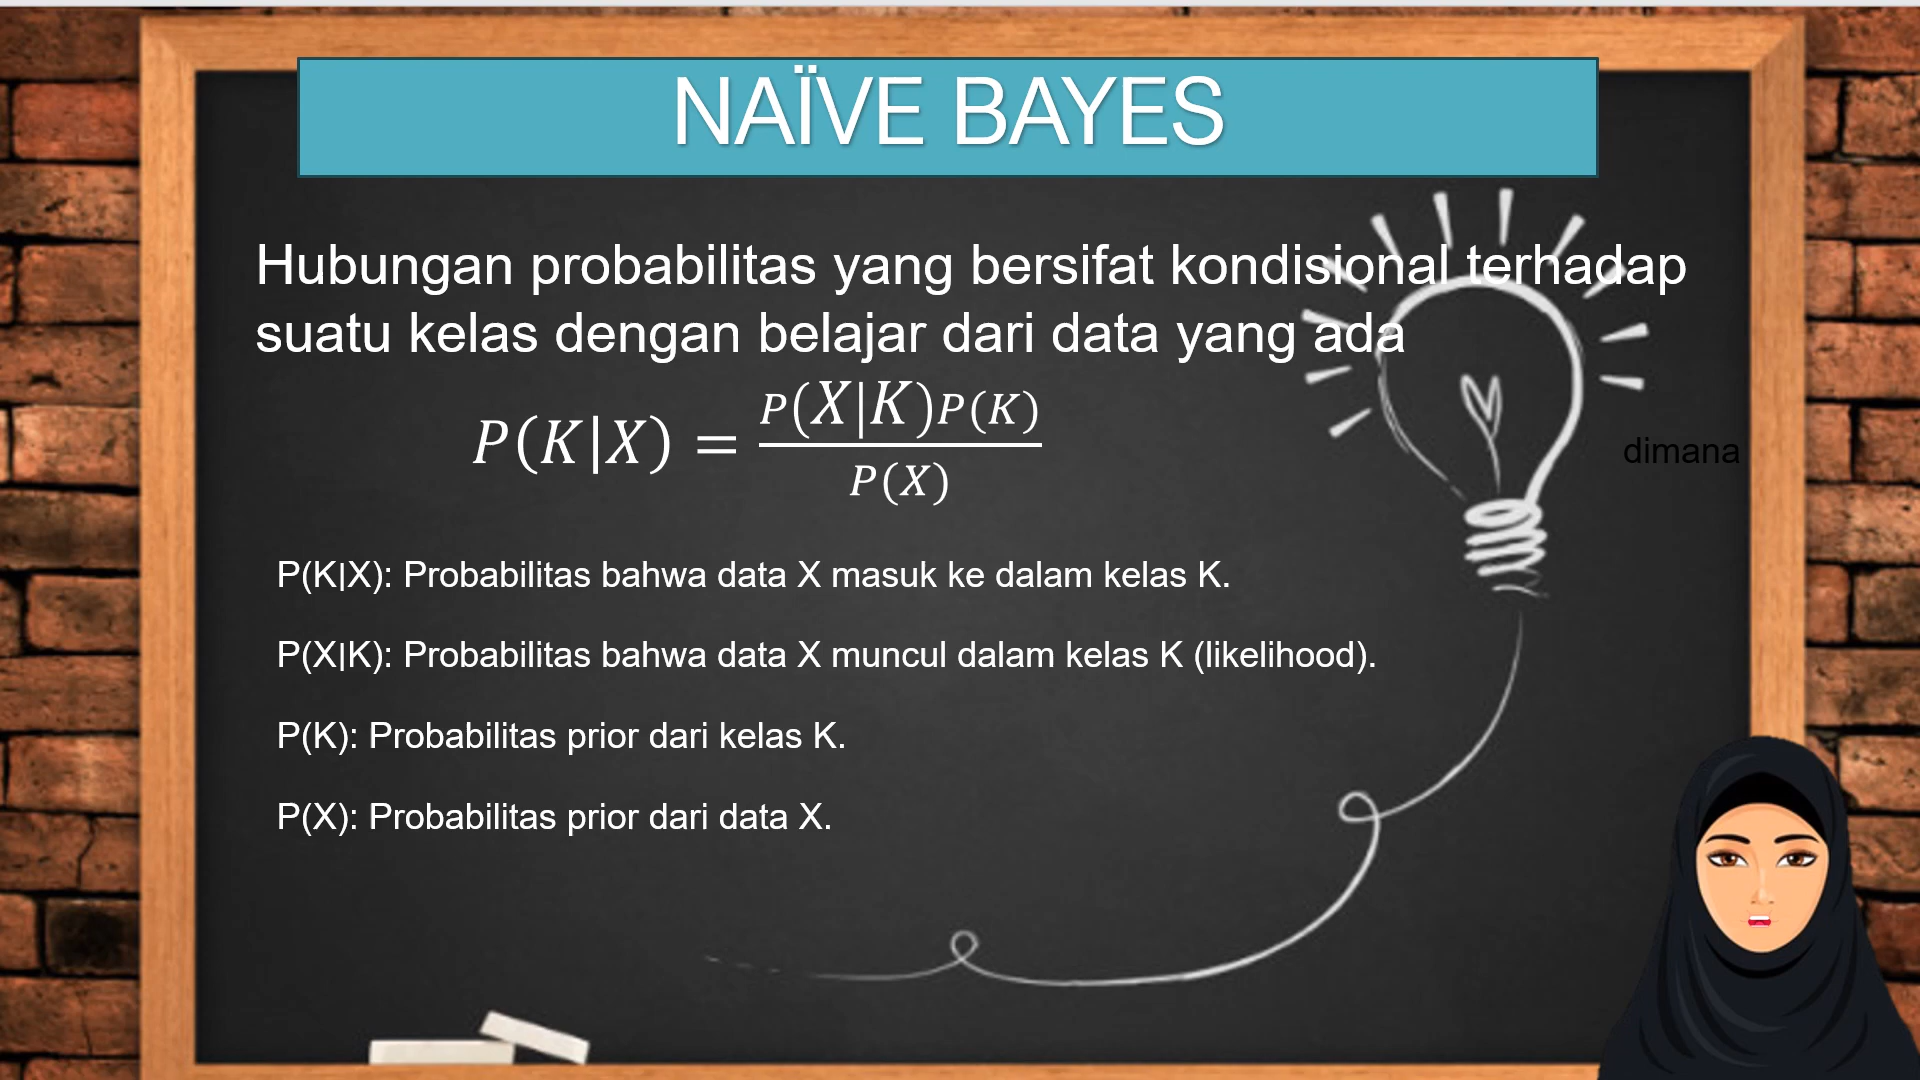 NAÏVE BAYES
Hubungan probabilitas yang bersifat kondisional terhadap
suatu kelas dengan belajar dari data yang ada
P(K|X) = P(X|K)P(K) / P(X)
dimana
P(K|X): Probabilitas bahwa data X masuk ke dalam kelas K.
P(X|K): Probabilitas bahwa data X muncul dalam kelas K (likelihood).
P(K): Probabilitas prior dari kelas K.
P(X): Probabilitas prior dari data X.